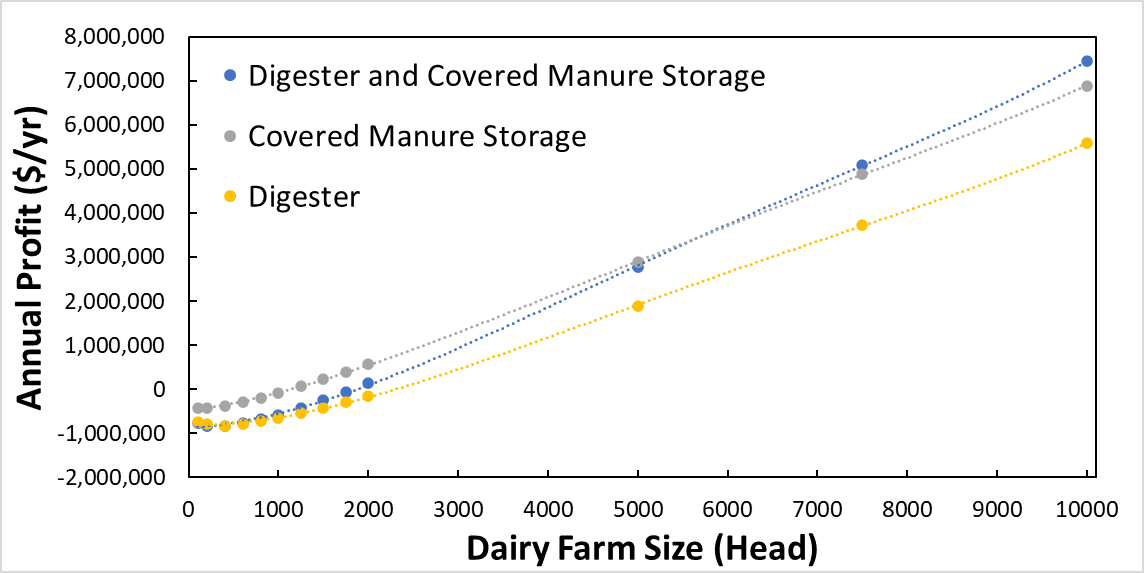 8,000,000
7,000,000
6,000,000
5,000,000
4,000,000
3,000,000
2,000,000
1,000,000
0
-1,000,000
-2,000,000
Annual Profit ($/yr)
Digester and Covered Manure Storage
Covered Manure Storage
Digester
0 1000 2000 3000 4000 5000 6000 7000 8000 9000 10000
Dairy Farm Size (Head)